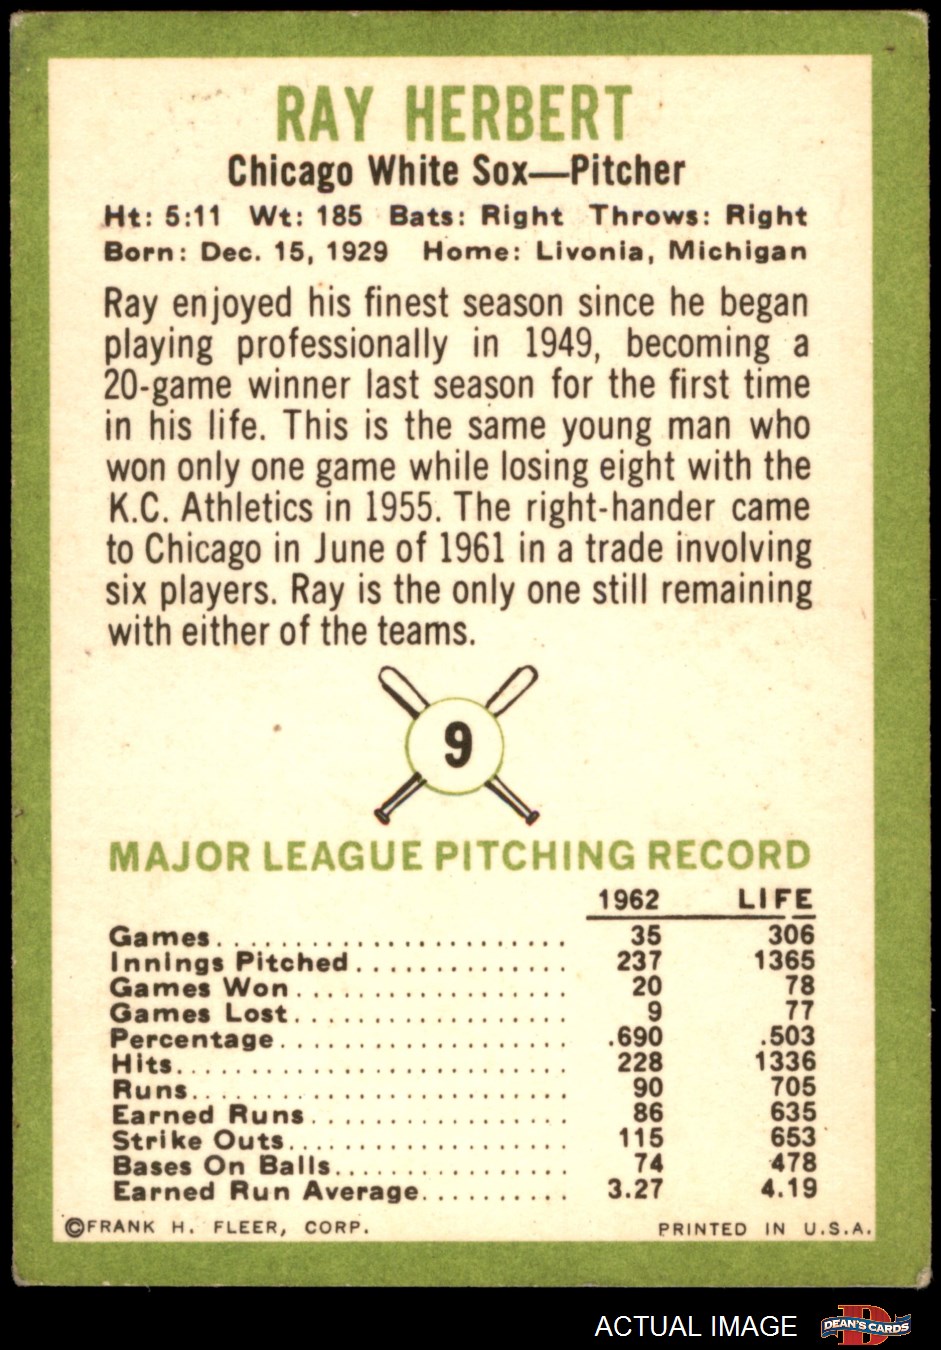 RAY HERBERT
Chicago White Sox—Pitcher
Ht: 5:11 Wt: 185 Bats: Right Throws: Right
Born: Dec. 15, 1929 Home: Livonia, Michigan
Ray enjoyed his finest season since he began
playing professionally in 1949, becoming a
20-game winner last season for the first time
in his life. This is the same young man who
won only one game while losing eight with the
K.C. Athletics in 1955. The right-hander came
to Chicago in June of 1961 in a trade involving
six players. Ray is the only one still remaining
with either of the teams.
9
MAJOR LEAGUE PITCHING RECORD
1962 LIFE
Games. . . . . . . . . . . . . . . . . . . . . . . 35 306
Innings Pitched. . . . . . . . . . . . . . 237 1365
Games Won. . . . . . . . . . . . . . . . . . 20 78
Games Lost. . . . . . . . . . . . . . . . . . 9 77
Percentage. . . . . . . . . . . . . . . . . . . .690 .503
Hits. . . . . . . . . . . . . . . . . . . . . . . . . 228 1336
Runs. . . . . . . . . . . . . . . . . . . . . . . . 90 705
Earned Runs. . . . . . . . . . . . . . . . . 86 635
Strike Outs. . . . . . . . . . . . . . . . . . 115 653
Bases On Balls. . . . . . . . . . . . . . . 74 478
Earned Run Average. . . . . . . . . . 3.27 4.19
©FRANK H. FLEER, CORP. PRINTED IN U.S.A.
ACTUAL IMAGE D DEAN'S CARDS